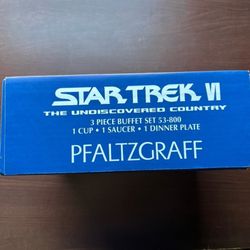 STAR TREK VI
THE UNDISCOVERED COUNTRY
3 PIECE BUFFET SET 53-800
1 CUP • 1 SAUCER • 1 DINNER PLATE
PFALTZGRAFF